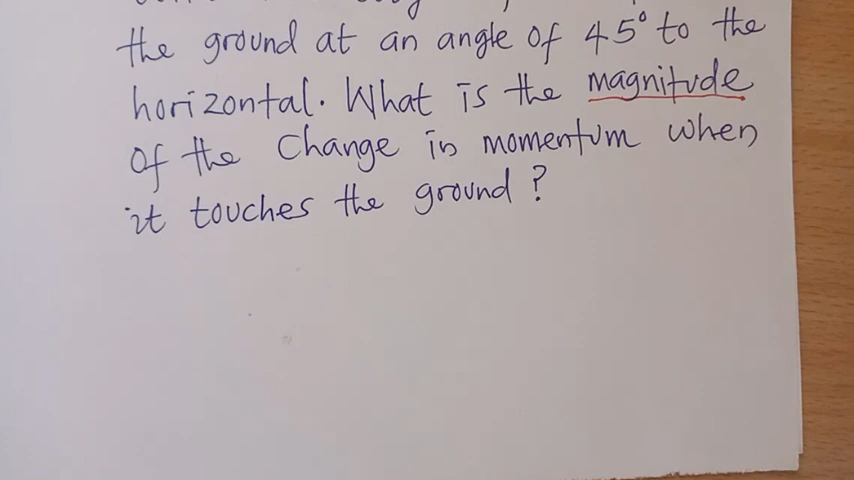 the ground at an angle of 45° to the
horizontal. What is the magnitude
of the change in momentum when
it touches the ground?